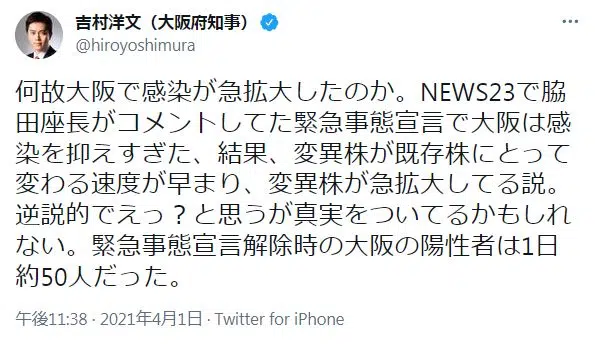 吉村洋文（大阪府知事）
@hiroyoshimura
何故大阪で感染が急拡大したのか。NEWS23で脇
田座長がコメントしてた緊急事態宣言で大阪は感
染を抑えすぎた、結果、変異株が既存株にとって
変わる速度が早まり、変異株が急拡大してる説。
逆説的でえっ？と思うが真実をついてるかもしれ
ない。緊急事態宣言解除時の大阪の陽性者は1日
約50人だった。
午後11:38 · 2021年4月1日 · Twitter for iPhone